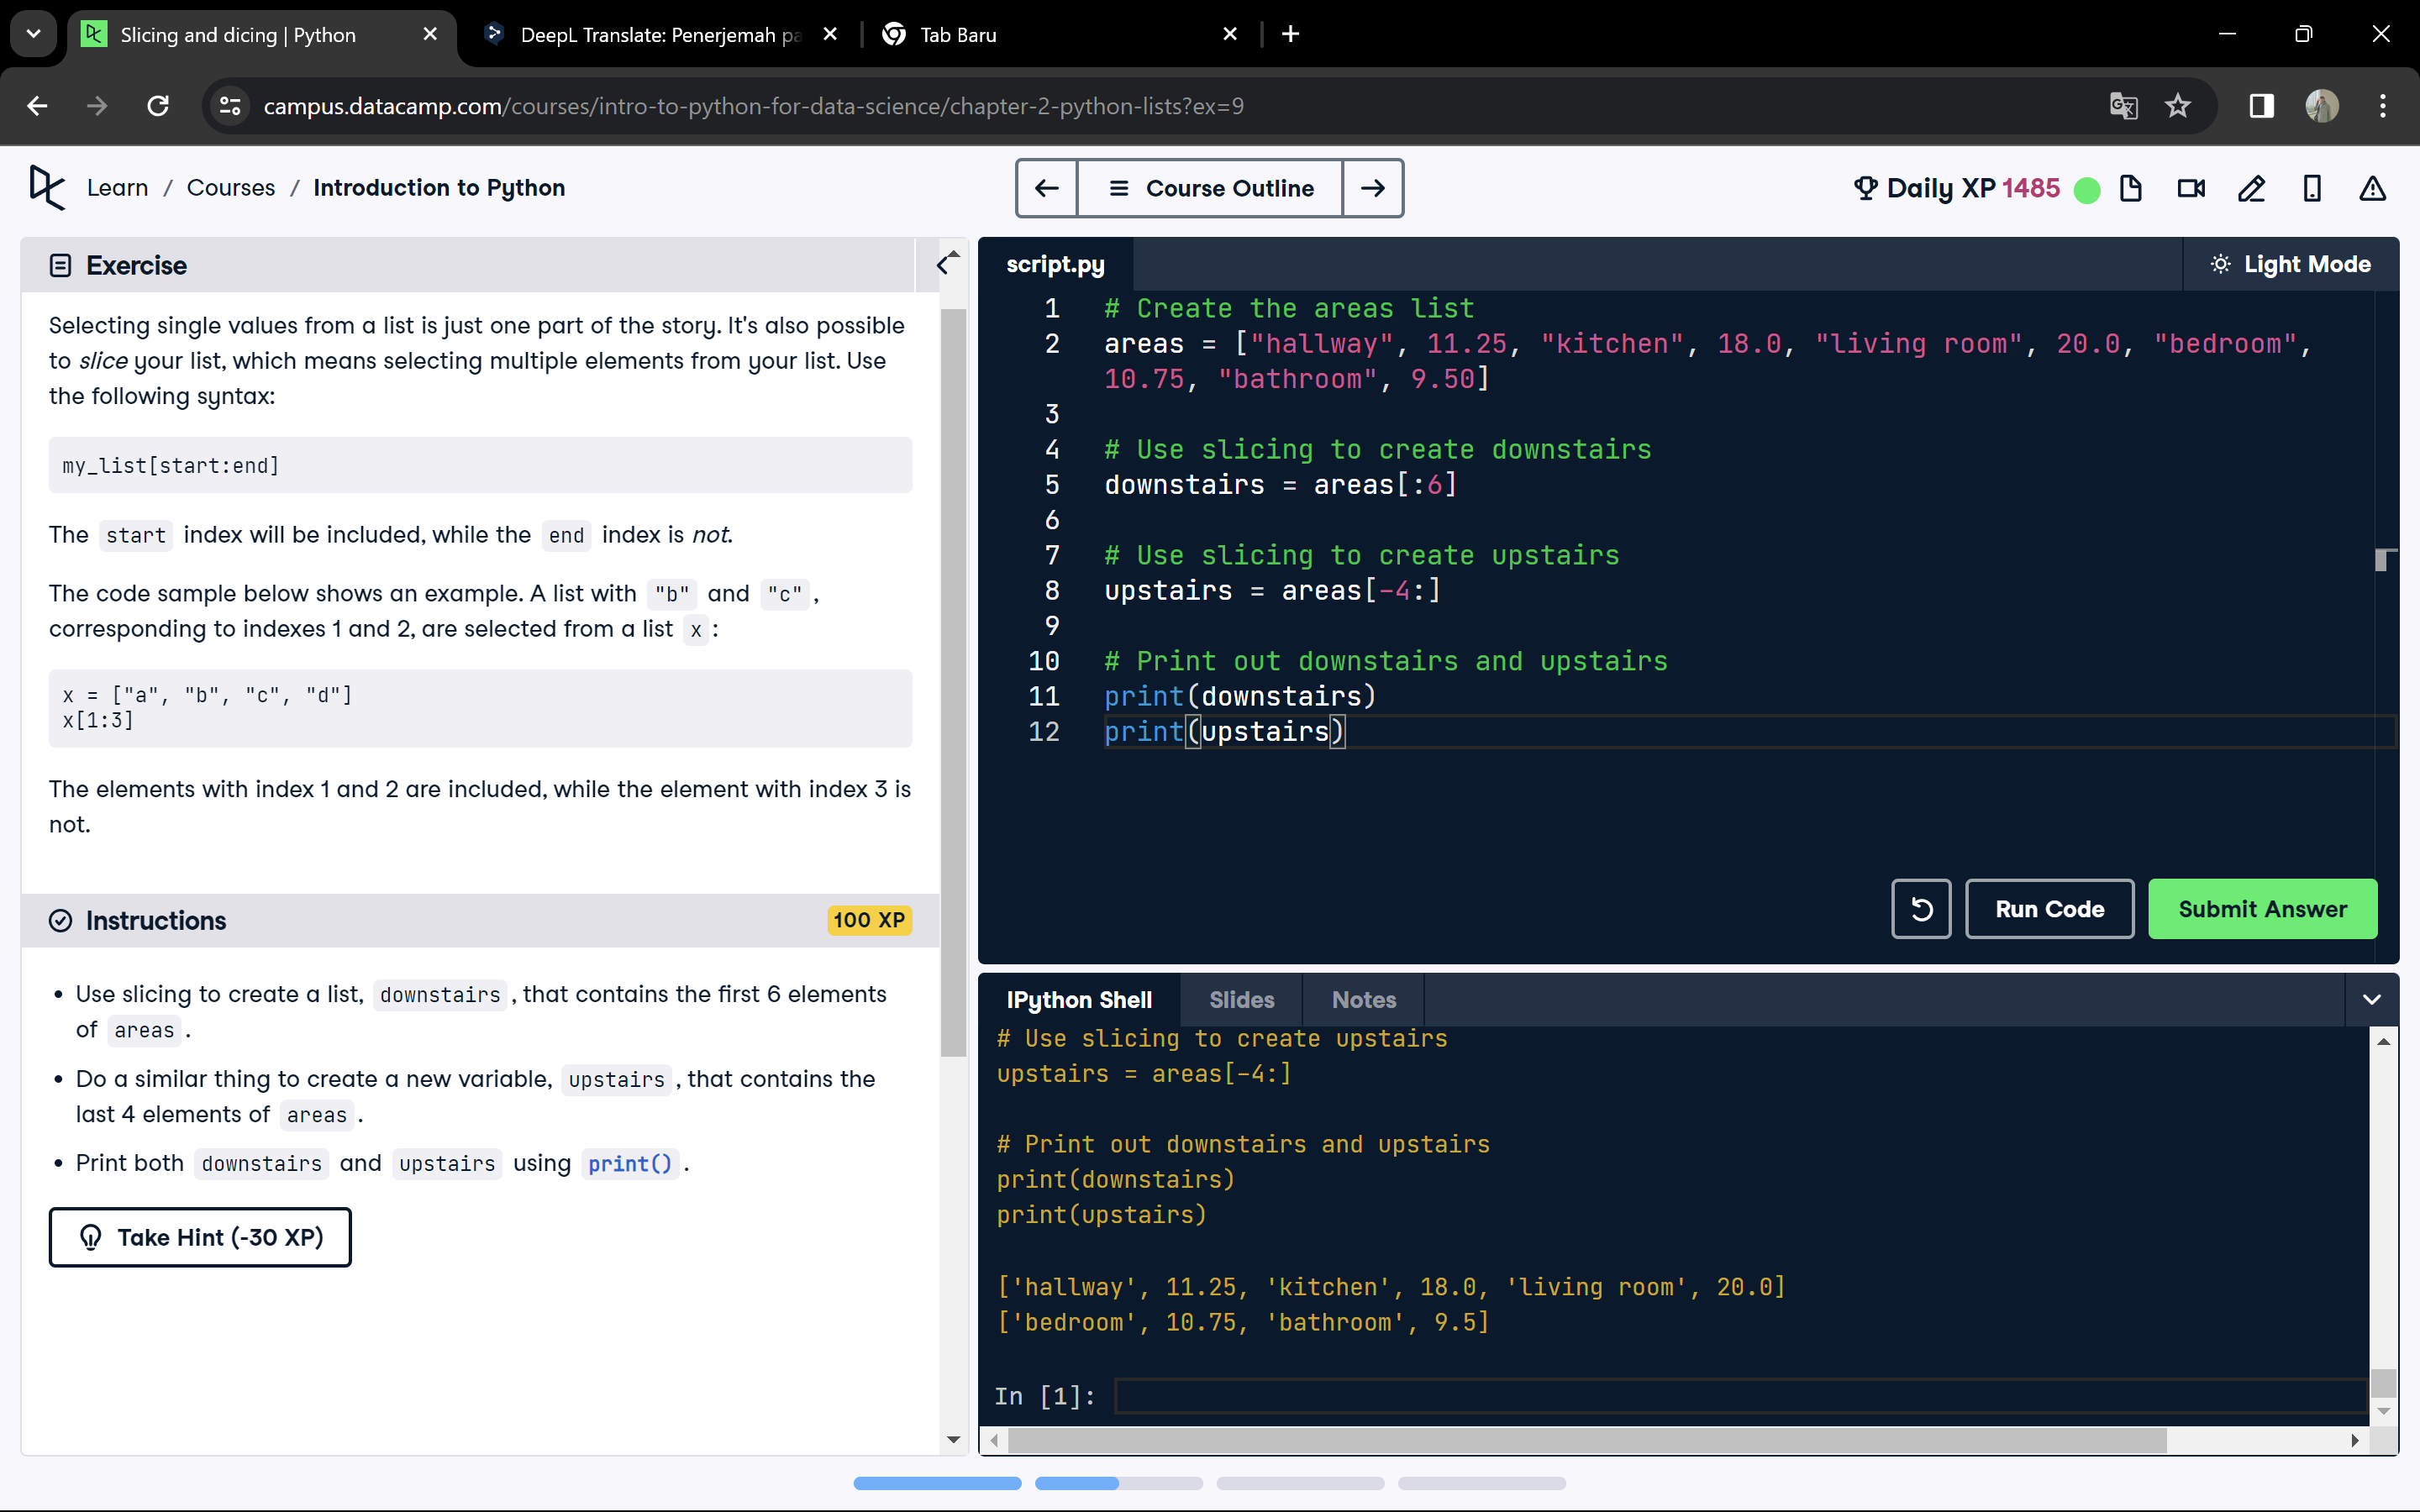 Slicing and dicing | Python
DeepL Translate: Penerjemah pa
Tab Baru
campus.datacamp.com/courses/intro-to-python-for-data-science/chapter-2-python-lists?ex=9
Learn / Courses / Introduction to Python
Course Outline
Daily XP 1485
Exercise
Selecting single values from a list is just one part of the story. It's also possible
to slice your list, which means selecting multiple elements from your list. Use
the following syntax:
my_list[start:end]
The start index will be included, while the end index is not.
The code sample below shows an example. A list with "b" and "c",
corresponding to indexes 1 and 2, are selected from a list x:
x = ["a", "b", "c", "d"]
x[1:3]
The elements with index 1 and 2 are included, while the element with index 3 is
not.
Instructions
100 XP
• Use slicing to create a list, downstairs, that contains the first 6 elements
of areas.
• Do a similar thing to create a new variable, upstairs, that contains the
last 4 elements of areas.
• Print both downstairs and upstairs using print().
Take Hint (-30 XP)
script.py
Light Mode
1 # Create the areas list
2 areas = ["hallway", 11.25, "kitchen", 18.0, "living room", 20.0, "bedroom",
10.75, "bathroom", 9.50]
3
4 # Use slicing to create downstairs
5 downstairs = areas[:6]
6
7 # Use slicing to create upstairs
8 upstairs = areas[-4:]
9
10 # Print out downstairs and upstairs
11 print(downstairs)
12 print(upstairs)
Run Code
Submit Answer
IPython Shell
Slides
Notes
# Use slicing to create upstairs
upstairs = areas[-4:]
# Print out downstairs and upstairs
print(downstairs)
print(upstairs)
['hallway', 11.25, 'kitchen', 18.0, 'living room', 20.0]
['bedroom', 10.75, 'bathroom', 9.5]
In [1]: